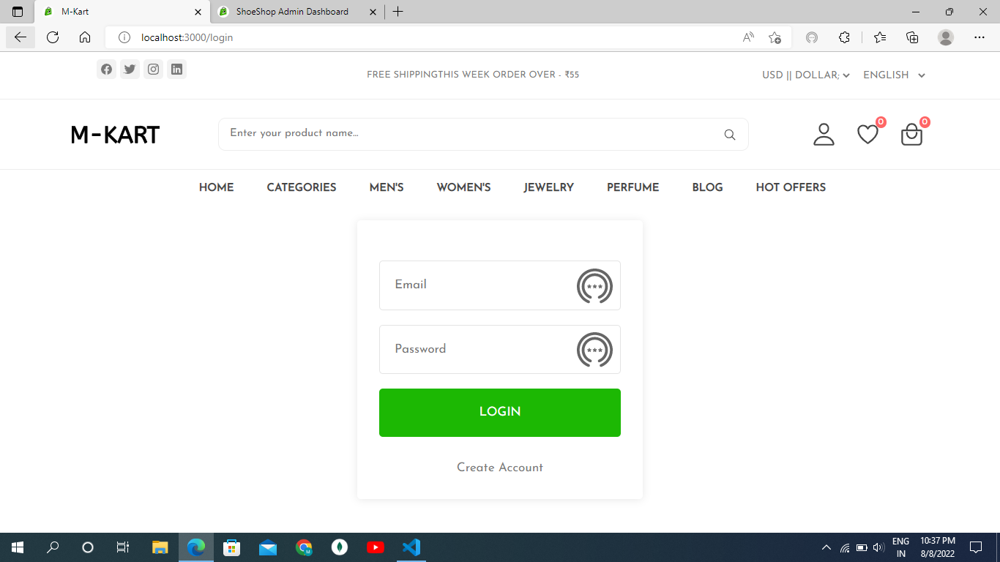 M-Kart
ShoeShop Admin Dashboard
localhost:3000/login
FREE SHIPPINGTHIS WEEK ORDER OVER - ₹55
USD || DOLLAR;
ENGLISH
M-KART
Enter your product name...
0
0
HOME
CATEGORIES
MEN'S
WOMEN'S
JEWELRY
PERFUME
BLOG
HOT OFFERS
Email
Password
LOGIN
Create Account
ENG
IN
10:37 PM
8/8/2022